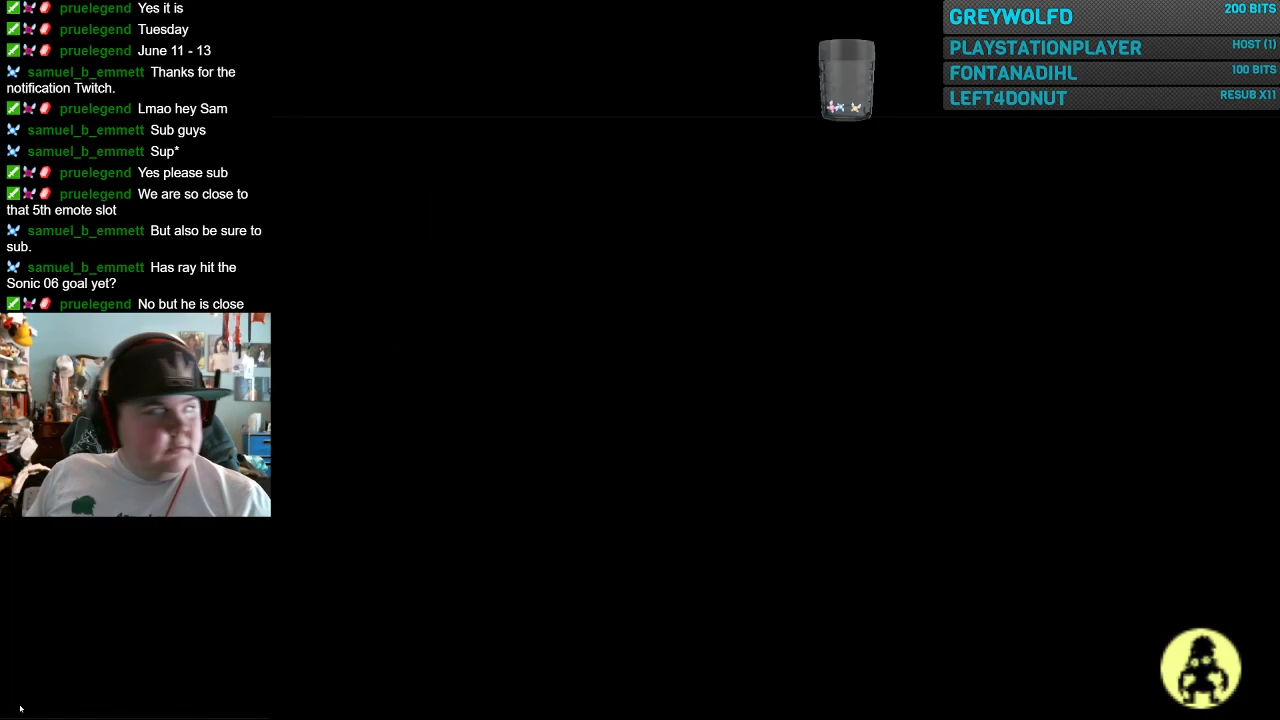 pruelegend Yes it is
pruelegend Tuesday
pruelegend June 11 - 13
samuel_b_emmett Thanks for the
notification Twitch.
pruelegend Lmao hey Sam
samuel_b_emmett Sub guys
samuel_b_emmett Sup*
pruelegend Yes please sub
pruelegend We are so close to
that 5th emote slot
samuel_b_emmett But also be sure to
sub.
samuel_b_emmett Has ray hit the
Sonic 06 goal yet?
pruelegend No but he is close
GREYWOLFD 200 BITS
PLAYSTATIONPLAYER HOST (1)
FONTANADIHL 100 BITS
LEFT4DONUT RESUB X11